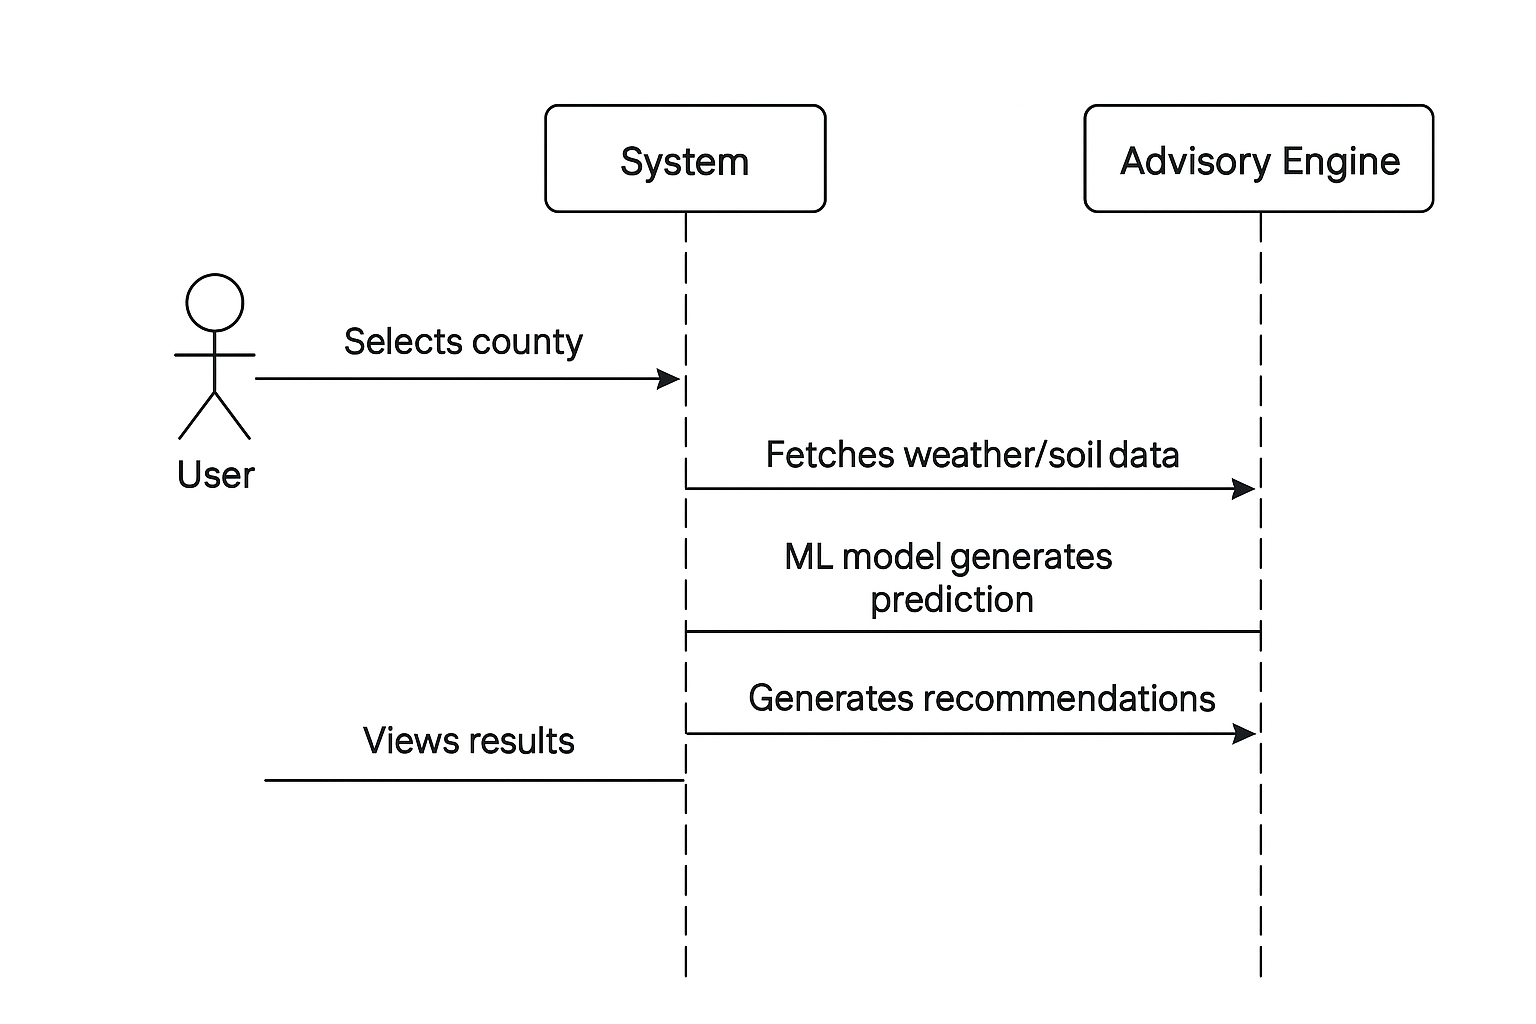 System
Advisory Engine
Selects county
User
Fetches weather/soil data
ML model generates
prediction
Generates recommendations
Views results